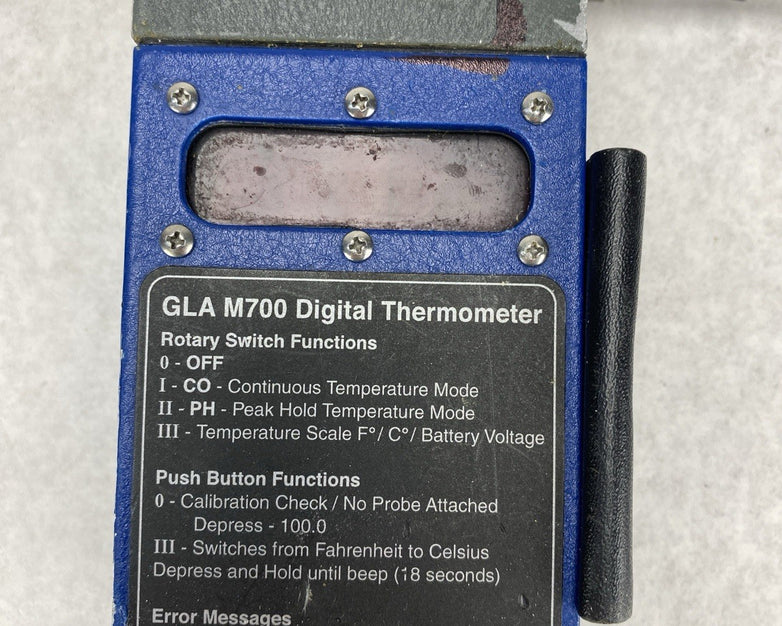 GLA M700 Digital Thermometer
Rotary Switch Functions
0 - OFF
I - CO - Continuous Temperature Mode
II - PH - Peak Hold Temperature Mode
III - Temperature Scale F°/ C°/ Battery Voltage
Push Button Functions
0 - Calibration Check / No Probe Attached
Depress - 100.0
III - Switches from Fahrenheit to Celsius
Depress and Hold until beep (18 seconds)
Error Messages